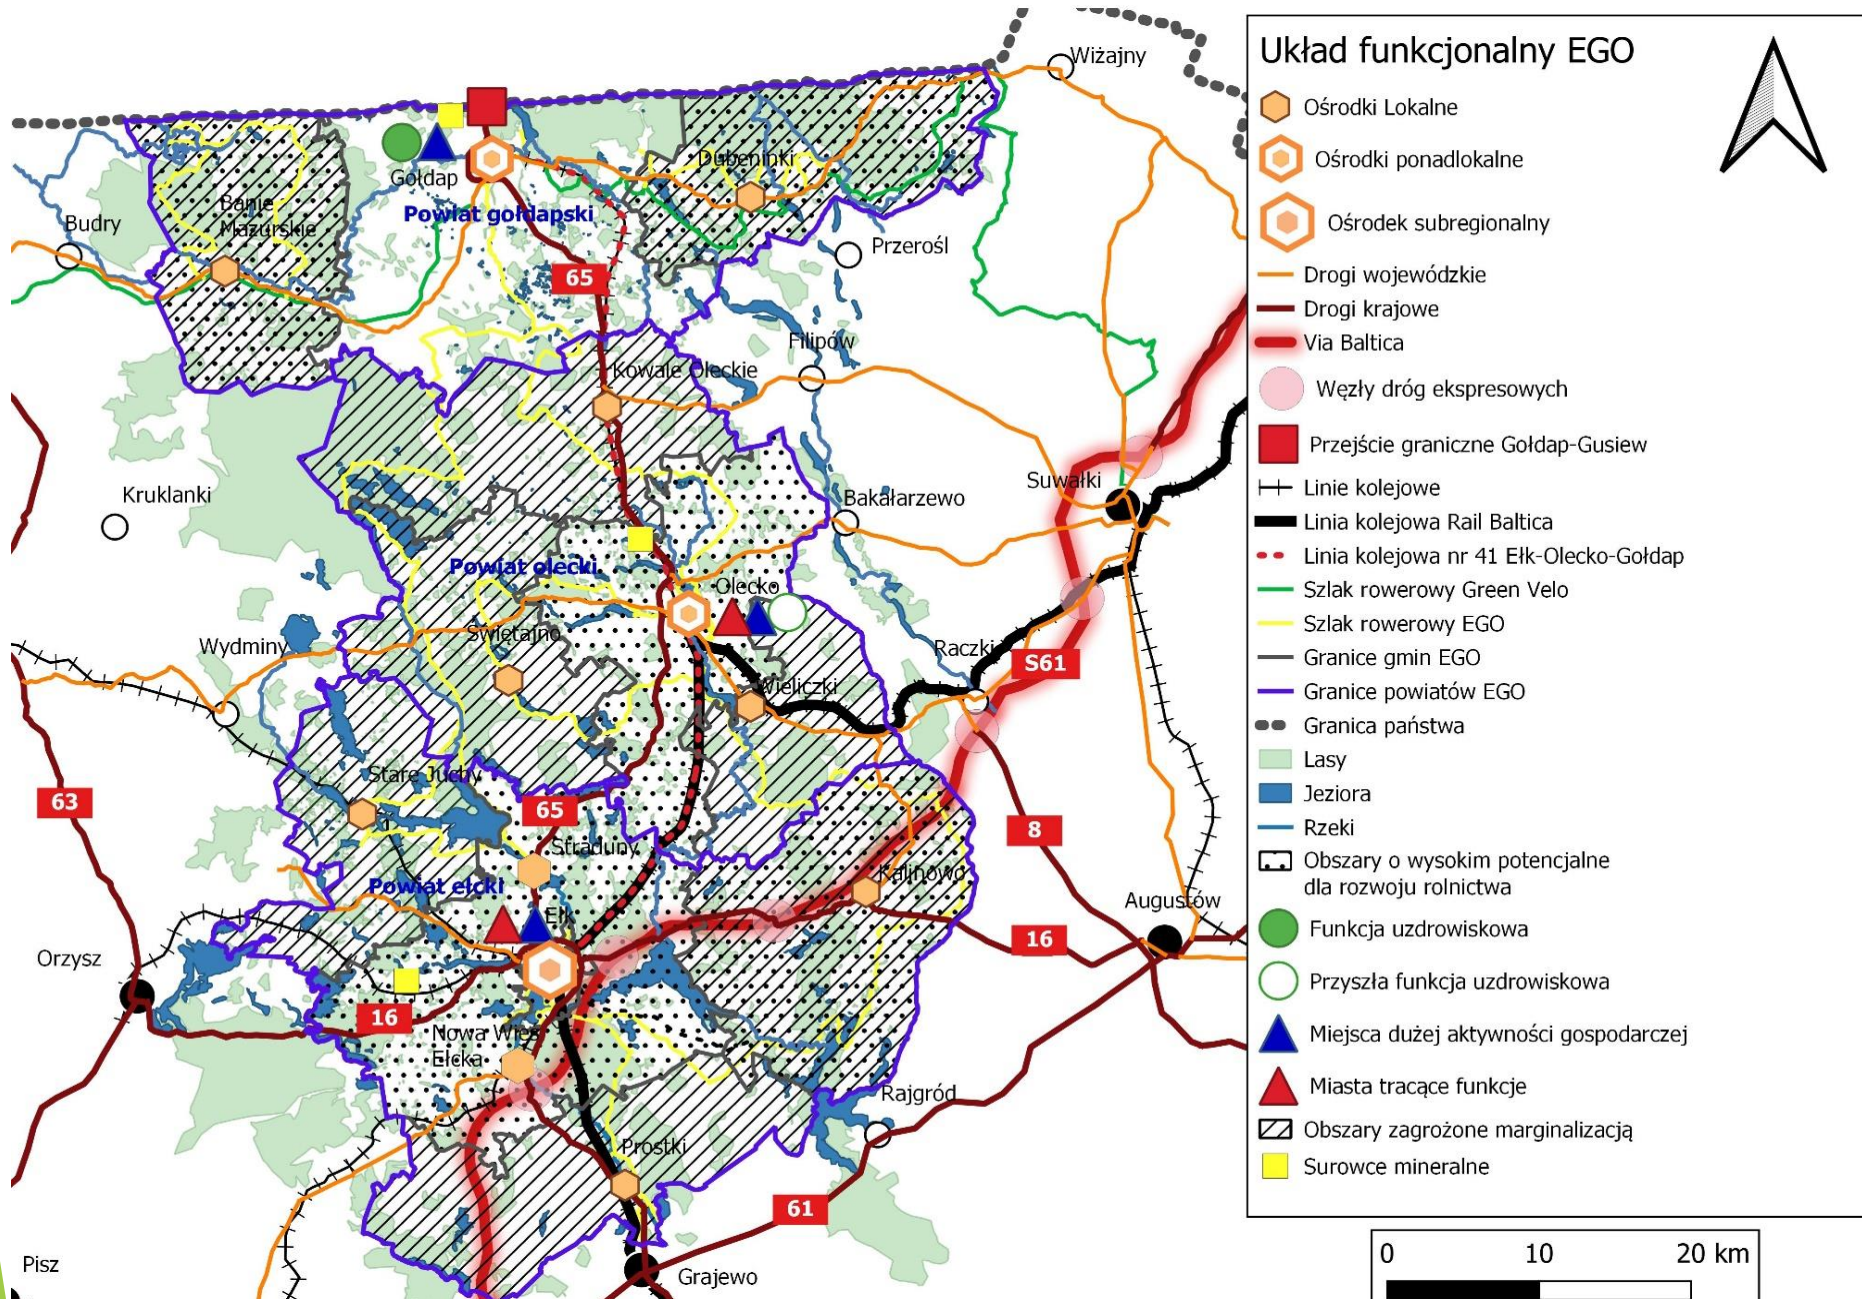 Układ funkcjonalny EGO
Ośrodki Lokalne
Ośrodki ponadlokalne
Ośrodek subregionalny
Drogi wojewódzkie
Drogi krajowe
Via Baltica
Węzły dróg ekspresowych
Przejście graniczne Gołdap-Gusiew
Linie kolejowe
Linia kolejowa Rail Baltica
Linia kolejowa nr 41 Ełk-Olecko-Gołdap
Szlak rowerowy Green Velo
Szlak rowerowy EGO
Granice gmin EGO
Granice powiatów EGO
Granica państwa
Lasy
Jeziora
Rzeki
Obszary o wysokim potencjalne
dla rozwoju rolnictwa
Funkcja uzdrowiskowa
Przyszła funkcja uzdrowiskowa
Miejsca dużej aktywności gospodarczej
Miasta tracące funkcje
Obszary zagrożone marginalizacją
Surowce mineralne
0 10 20 km
Wiżajny
Dubeninki
Gołdap
Powiat gołdapski
Banie
Mazurskie
Budry
Przerośl
65
Filipów
Kowale Oleckie
Suwałki
Kruklanki
Bakałarzewo
Powiat olecki
Olecko
Świętajno
Wydminy
Raczki
S61
Wieliczki
Stare Juchy
63
65
8
Straduny
Kalinowo
Powiat ełcki
Augustów
Ełk
16
Orzysz
16
Nowa Wieś
Ełcka
Rajgród
Prostki
61
Pisz
Grajewo